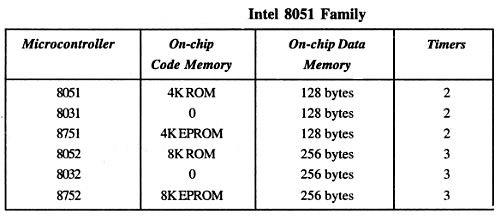 Intel 8051 Family
Microcontroller On-chip Code Memory On-chip Data Memory Timers
8051 4K ROM 128 bytes 2
8031 0 128 bytes 2
8751 4K EPROM 128 bytes 2
8052 8K ROM 256 bytes 3
8032 0 256 bytes 3
8752 8K EPROM 256 bytes 3